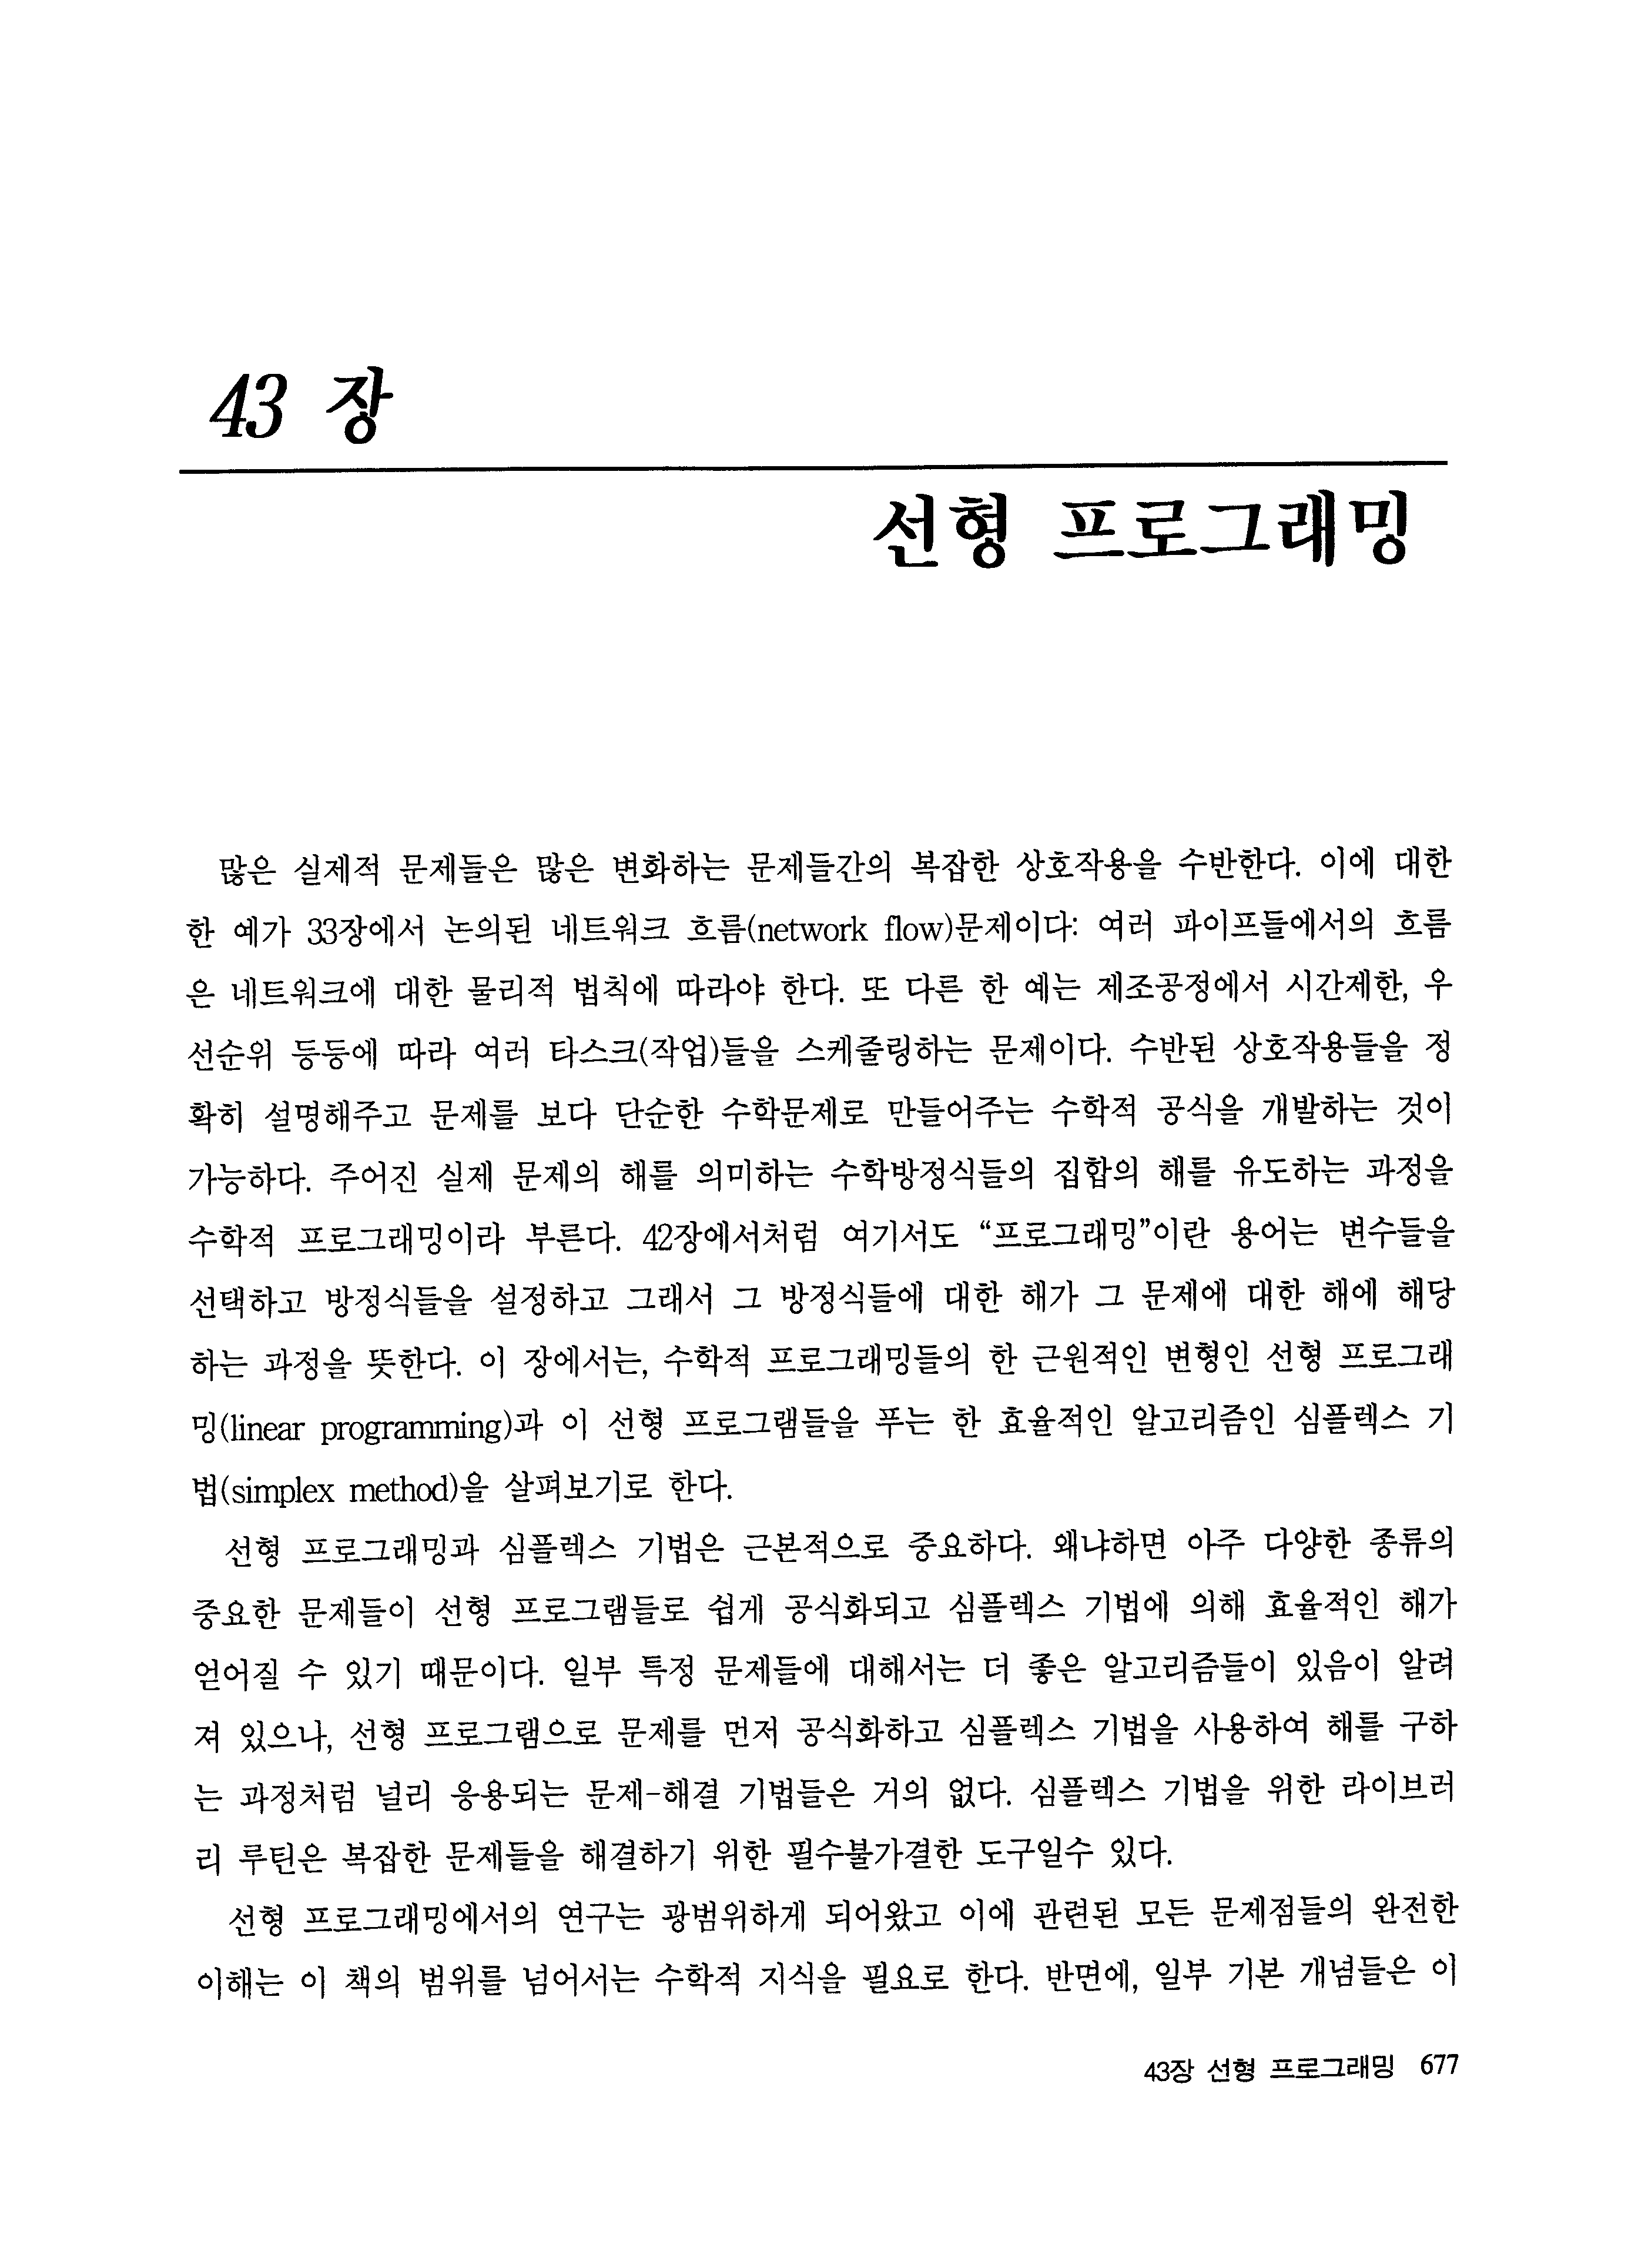 43 장
선형 프로그래밍
많은 실제적 문제들은 많은 변화하는 문제들간의 복잡한 상호작용을 수반한다. 이에 대한
한 예가 33장에서 논의된 네트워크 흐름(network flow)문제이다: 여러 파이프들에서의 흐름
은 네트워크에 대한 물리적 법칙에 따라야 한다. 또 다른 한 예는 제조공정에서 시간제한, 우
선순위 등등에 따라 여러 타스크(작업)들을 스케줄링하는 문제이다. 수반된 상호작용들을 정
확히 설명해주고 문제를 보다 단순한 수학문제로 만들어주는 수학적 공식을 개발하는 것이
가능하다. 주어진 실제 문제의 해를 의미하는 수학방정식들의 집합의 해를 유도하는 과정을
수학적 프로그래밍이라 부른다. 42장에서처럼 여기서도 “프로그래밍”이란 용어는 변수들을
선택하고 방정식들을 설정하고 그래서 그 방정식들에 대한 해가 그 문제에 대한 해에 해당
하는 과정을 뜻한다. 이 장에서는, 수학적 프로그래밍들의 한 근원적인 변형인 선형 프로그래
밍(linear programming)과 이 선형 프로그램들을 푸는 한 효율적인 알고리즘인 심플렉스 기
법(simplex method)을 살펴보기로 한다.
선형 프로그래밍과 심플렉스 기법은 근본적으로 중요하다. 왜냐하면 아주 다양한 종류의
중요한 문제들이 선형 프로그램들로 쉽게 공식화되고 심플렉스 기법에 의해 효율적인 해가
얻어질 수 있기 때문이다. 일부 특정 문제들에 대해서는 더 좋은 알고리즘들이 있음이 알려
져 있으나, 선형 프로그램으로 문제를 먼저 공식화하고 심플렉스 기법을 사용하여 해를 구하
는 과정처럼 널리 응용되는 문제-해결 기법들은 거의 없다. 심플렉스 기법을 위한 라이브러
리 루틴은 복잡한 문제들을 해결하기 위한 필수불가결한 도구일수 있다.
선형 프로그래밍에서의 연구는 광범위하게 되어왔고 이에 관련된 모든 문제점들의 완전한
이해는 이 책의 범위를 넘어서는 수학적 지식을 필요로 한다. 반면에, 일부 기본 개념들은 이
43장 선형 프로그래밍 677